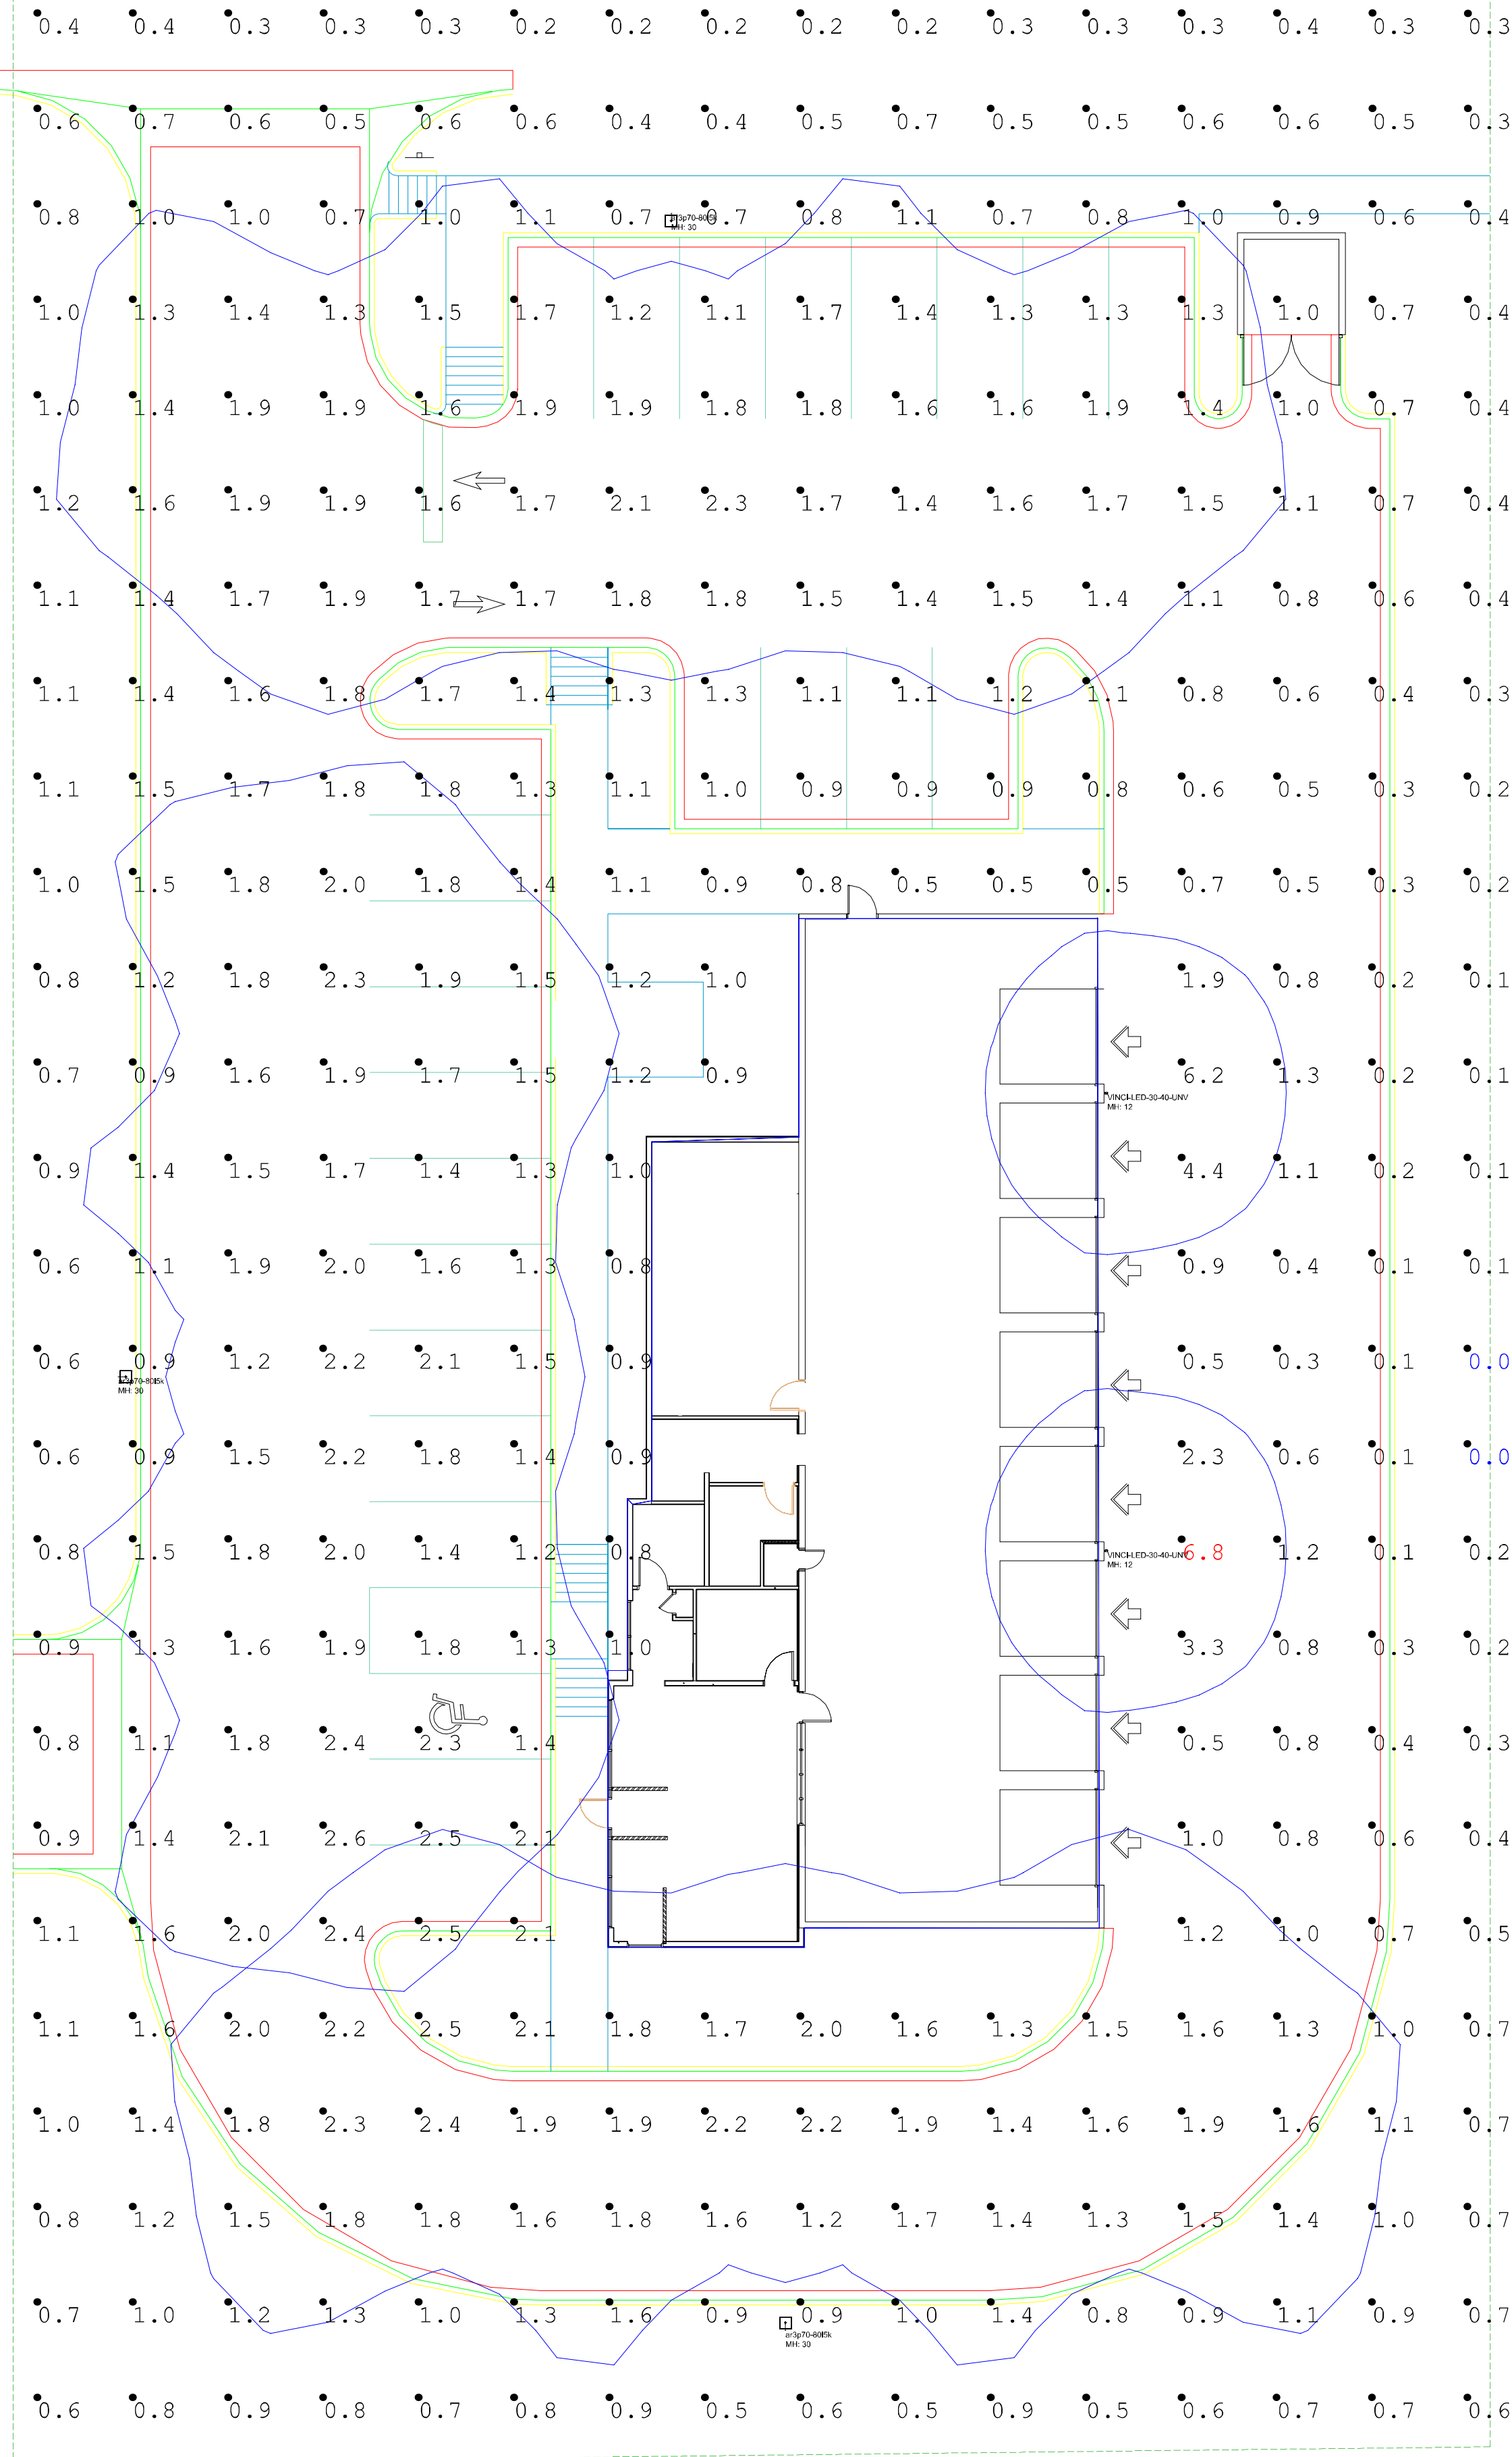 0.4 0.4 0.3 0.3 0.3 0.2 0.2 0.2 0.2 0.2 0.3 0.3 0.3 0.4 0.3 0.3
0.6 0.7 0.6 0.5 0.6 0.6 0.4 0.4 0.5 0.7 0.5 0.5 0.6 0.6 0.5 0.3
0.8 1.0 1.0 0.7 1.0 1.1 0.7 0.7 0.8 1.1 0.7 0.8 1.0 0.9 0.6 0.4
ar3p70-80l5k
MH: 30
1.0 1.3 1.4 1.3 1.5 1.7 1.2 1.1 1.7 1.4 1.3 1.3 1.3 1.0 0.7 0.4
1.0 1.4 1.9 1.9 1.6 1.9 1.9 1.8 1.8 1.6 1.6 1.9 1.4 1.0 0.7 0.4
1.2 1.6 1.9 1.9 1.6 1.7 2.1 2.3 1.7 1.4 1.6 1.7 1.5 1.1 0.7 0.4
1.1 1.4 1.7 1.9 1.7 1.7 1.8 1.8 1.5 1.4 1.5 1.4 1.1 0.8 0.6 0.4
1.1 1.4 1.6 1.8 1.7 1.4 1.3 1.3 1.1 1.1 1.2 1.1 0.8 0.6 0.4 0.3
1.1 1.5 1.7 1.8 1.8 1.3 1.1 1.0 0.9 0.9 0.9 0.8 0.6 0.5 0.3 0.2
1.0 1.5 1.8 2.0 1.8 1.4 1.1 0.9 0.8 0.5 0.5 0.5 0.7 0.5 0.3 0.2
0.8 1.2 1.8 2.3 1.9 1.5 1.2 1.0 1.9 0.8 0.2 0.1
0.7 0.9 1.6 1.9 1.7 1.5 1.2 0.9 6.2 1.3 0.2 0.1
VINCI-LED-30-40-UNV
MH: 12
0.9 1.4 1.5 1.7 1.4 1.3 1.0 4.4 1.1 0.2 0.1
0.6 1.1 1.9 2.0 1.6 1.3 0.8 0.9 0.4 0.1 0.1
0.6 0.9 1.2 2.2 2.1 1.5 0.9 0.5 0.3 0.1 0.0
ar3p70-80l5k
MH: 30
0.6 0.9 1.5 2.2 1.8 1.4 0.9 2.3 0.6 0.1 0.0
0.8 1.5 1.8 2.0 1.4 1.2 0.8 6.8 1.2 0.1 0.2
VINCI-LED-30-40-UNV
MH: 12
0.9 1.3 1.6 1.9 1.8 1.3 1.0 3.3 0.8 0.3 0.2
0.8 1.1 1.8 2.4 2.3 1.4 0.5 0.8 0.4 0.3
0.9 1.4 2.1 2.6 2.5 2.1 1.0 0.8 0.6 0.4
1.1 1.6 2.0 2.4 2.5 2.1 1.2 1.0 0.7 0.5
1.1 1.6 2.0 2.2 2.5 2.1 1.8 1.7 2.0 1.6 1.3 1.5 1.6 1.3 1.0 0.7
1.0 1.4 1.8 2.3 2.4 1.9 1.9 2.2 2.2 1.9 1.4 1.6 1.9 1.6 1.1 0.7
0.8 1.2 1.5 1.8 1.8 1.6 1.8 1.6 1.2 1.7 1.4 1.3 1.5 1.4 1.0 0.7
0.7 1.0 1.2 1.3 1.0 1.3 1.6 0.9 0.9 1.0 1.4 0.8 0.9 1.1 0.9 0.7
ar3p70-80l5k
MH: 30
0.6 0.8 0.9 0.8 0.7 0.8 0.9 0.5 0.6 0.5 0.9 0.5 0.6 0.7 0.7 0.6